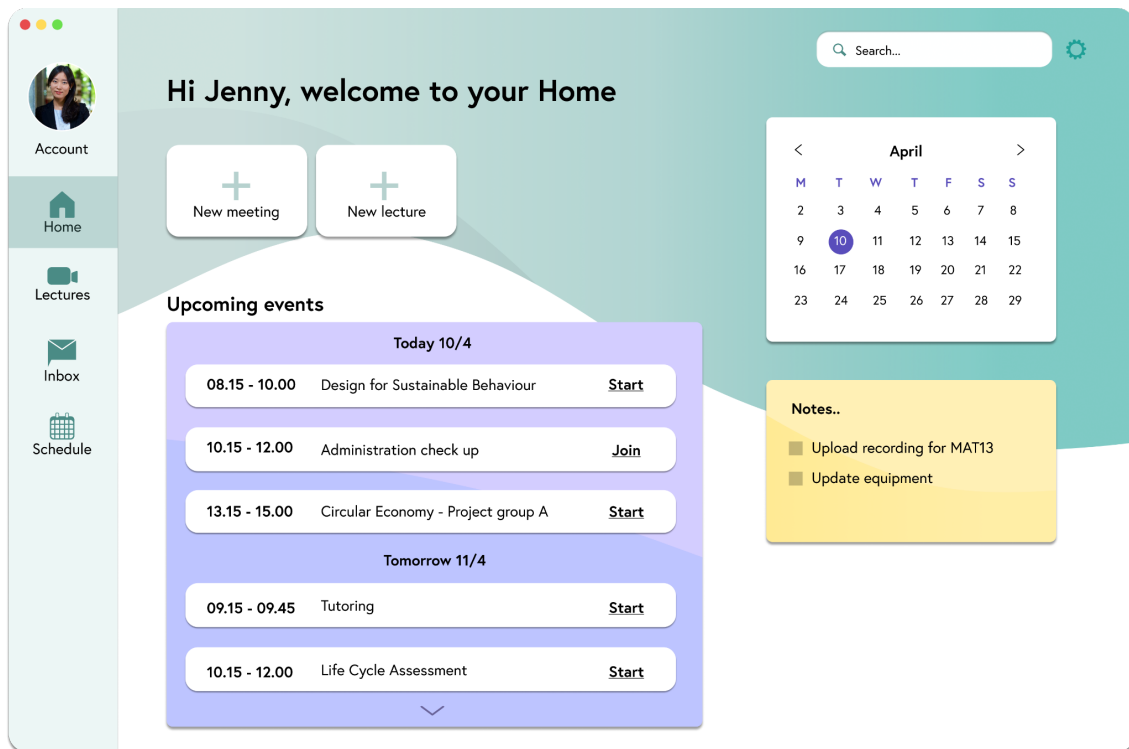 Search...
Hi Jenny, welcome to your Home
Account
Home
Lectures
Inbox
Schedule
New meeting
New lecture
Upcoming events
Today 10/4
08.15 - 10.00 Design for Sustainable Behaviour Start
10.15 - 12.00 Administration check up Join
13.15 - 15.00 Circular Economy - Project group A Start
Tomorrow 11/4
09.15 - 09.45 Tutoring Start
10.15 - 12.00 Life Cycle Assessment Start
April
M T W T F S S
2 3 4 5 6 7 8
9 10 11 12 13 14 15
16 17 18 19 20 21 22
23 24 25 26 27 28 29
Notes..
Upload recording for MAT13
Update equipment